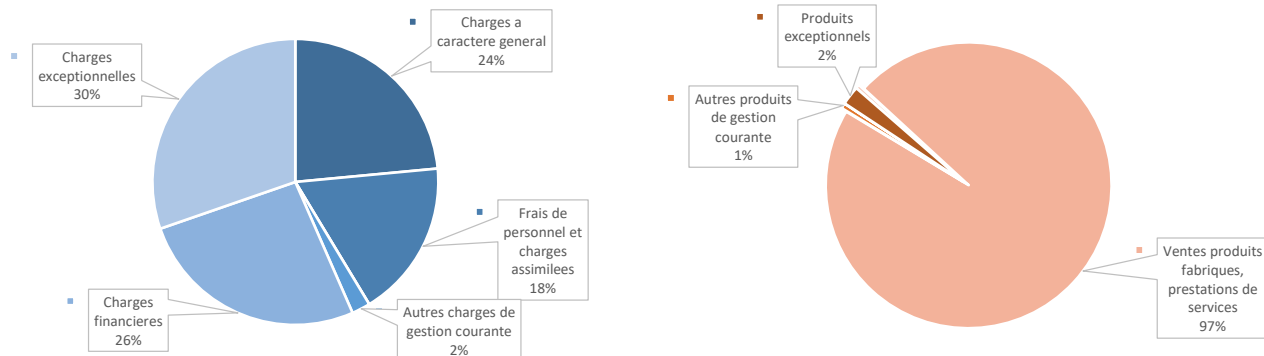 Charges a
caractere general
24%
Charges
exceptionnelles
30%
Frais de
personnel et
charges
assimilees
18%
Charges
financieres
26%
Autres charges de
gestion courante
2%
Produits
exceptionnels
2%
Autres produits
de gestion
courante
1%
Ventes produits
fabriques,
prestations de
services
97%